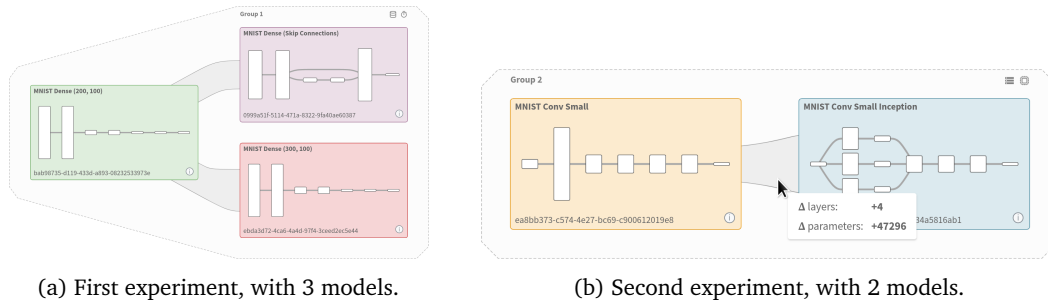 Group 1
MNIST Dense (Skip Connections)
0999a51f-5114-471a-8322-9fa40ae60387
MNIST Dense (200, 100)
bab98735-d119-433d-a893-08232533973e
MNIST Dense (300, 100)
ebda3d72-4ca6-4a4d-97f4-3ceed2ec5e44
(a) First experiment, with 3 models.
Group 2
MNIST Conv Small
ea8bb373-c574-4e27-bc69-c900612019e8
MNIST Conv Small Inception
34a5816ab1
Δ layers: +4
Δ parameters: +47296
(b) Second experiment, with 2 models.